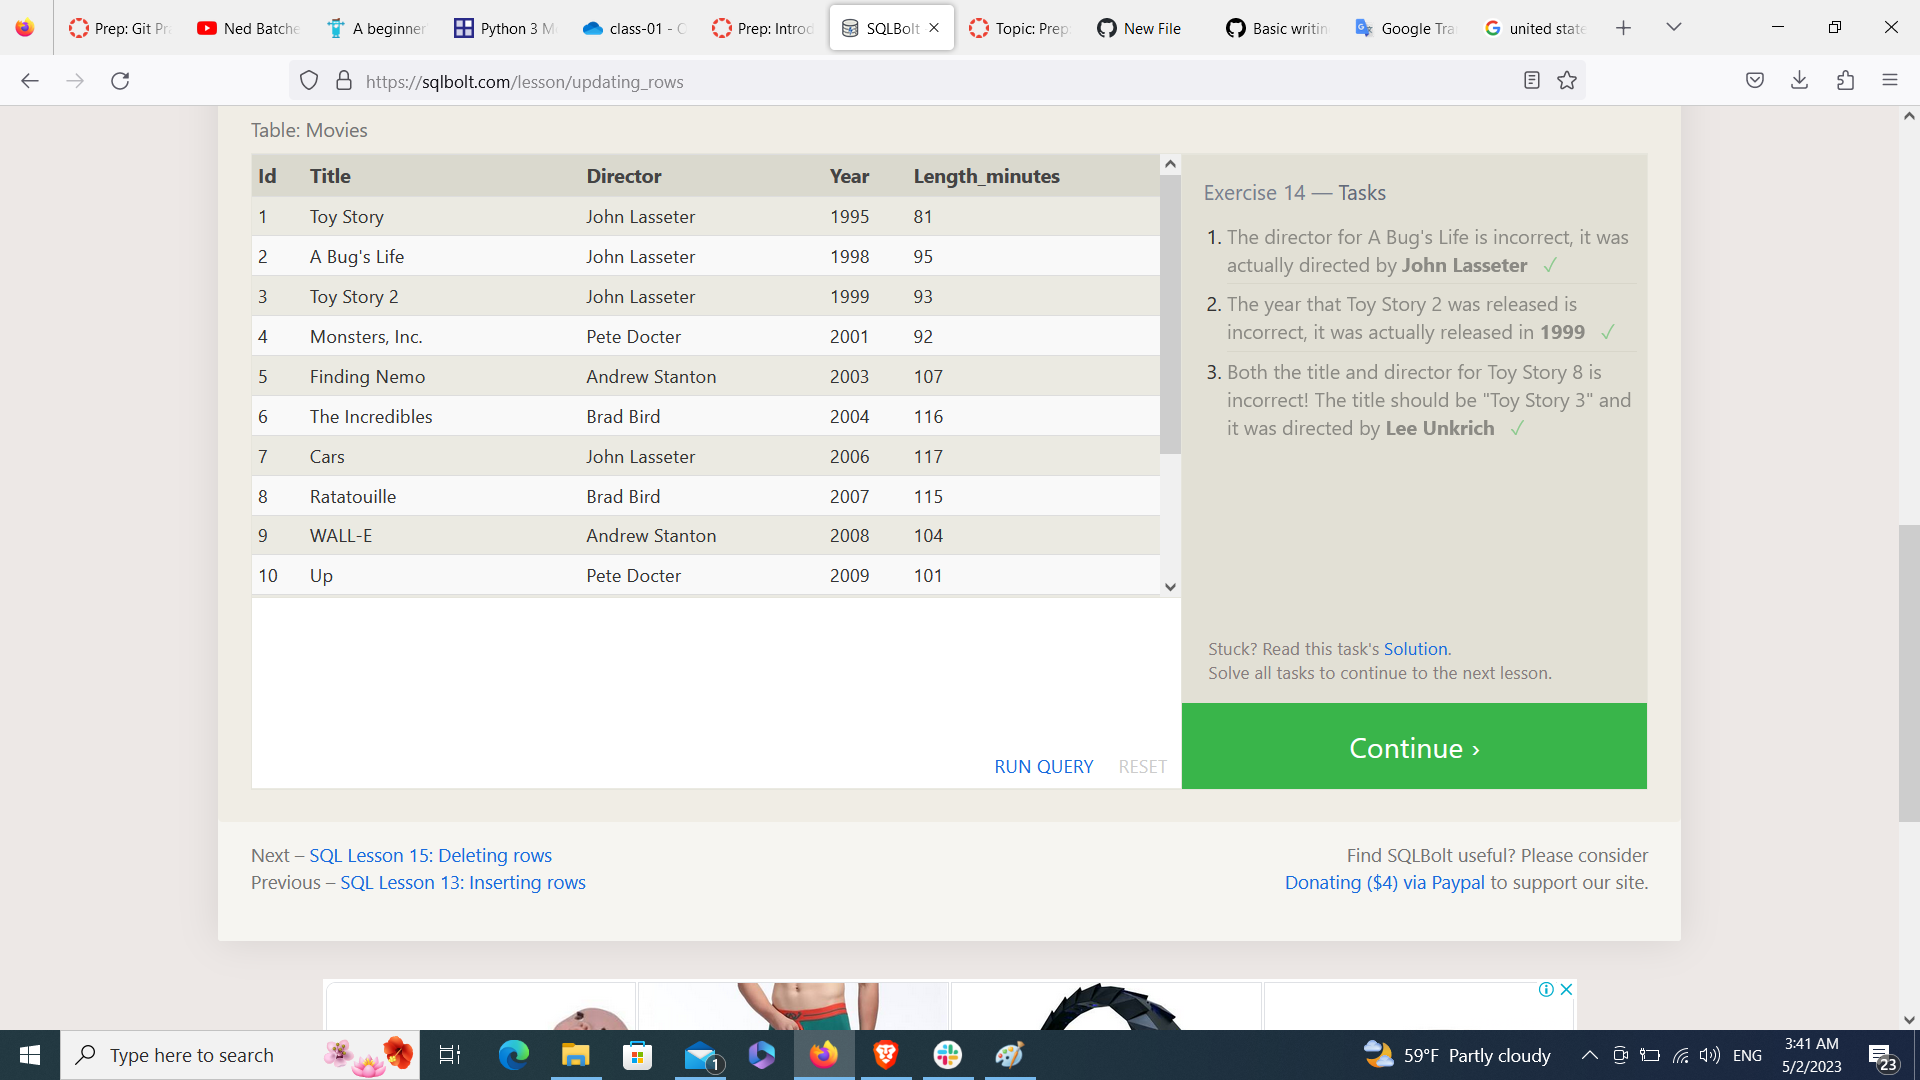 Prep: Git Pra
Ned Batche
A beginner
Python 3 Mo
class-01 - O
Prep: Introd
SQLBolt
Topic: Prep:
New File
Basic writin
Google Tra
united state
https://sqlbolt.com/lesson/updating_rows
Table: Movies
Id Title Director Year Length_minutes
1 Toy Story John Lasseter 1995 81
2 A Bug's Life John Lasseter 1998 95
3 Toy Story 2 John Lasseter 1999 93
4 Monsters, Inc. Pete Docter 2001 92
5 Finding Nemo Andrew Stanton 2003 107
6 The Incredibles Brad Bird 2004 116
7 Cars John Lasseter 2006 117
8 Ratatouille Brad Bird 2007 115
9 WALL-E Andrew Stanton 2008 104
10 Up Pete Docter 2009 101
RUN QUERY RESET
Exercise 14 — Tasks
1. The director for A Bug's Life is incorrect, it was
actually directed by John Lasseter ✓
2. The year that Toy Story 2 was released is
incorrect, it was actually released in 1999 ✓
3. Both the title and director for Toy Story 8 is
incorrect! The title should be "Toy Story 3" and
it was directed by Lee Unkrich ✓
Stuck? Read this task's Solution.
Solve all tasks to continue to the next lesson.
Continue ›
Next – SQL Lesson 15: Deleting rows
Previous – SQL Lesson 13: Inserting rows
Find SQLBolt useful? Please consider
Donating ($4) via Paypal to support our site.
Type here to search
1
59°F Partly cloudy
ENG
3:41 AM
5/2/2023
23